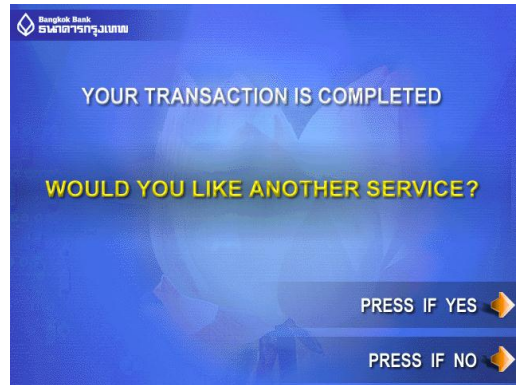 Bangkok Bank
ธนาคารกรุงเทพ
YOUR TRANSACTION IS COMPLETED
WOULD YOU LIKE ANOTHER SERVICE?
PRESS IF YES
PRESS IF NO